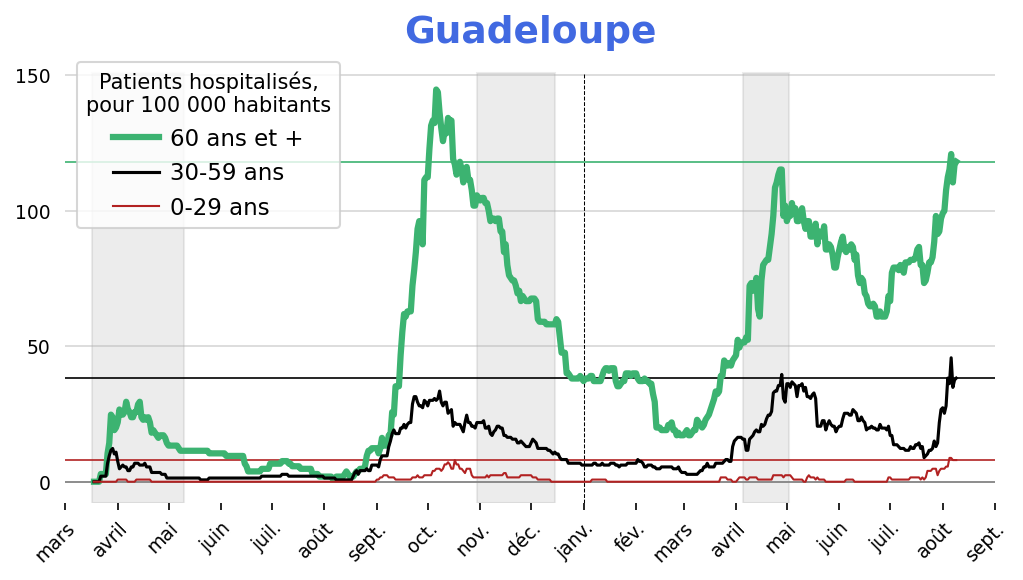 Guadeloupe
150
100
50
0
Patients hospitalisés,
pour 100 000 habitants
60 ans et +
30-59 ans
0-29 ans
mars
avril
mai
juin
juil.
août
sept.
oct.
nov.
déc.
janv.
fév.
mars
avril
mai
juin
juil.
août
sept.